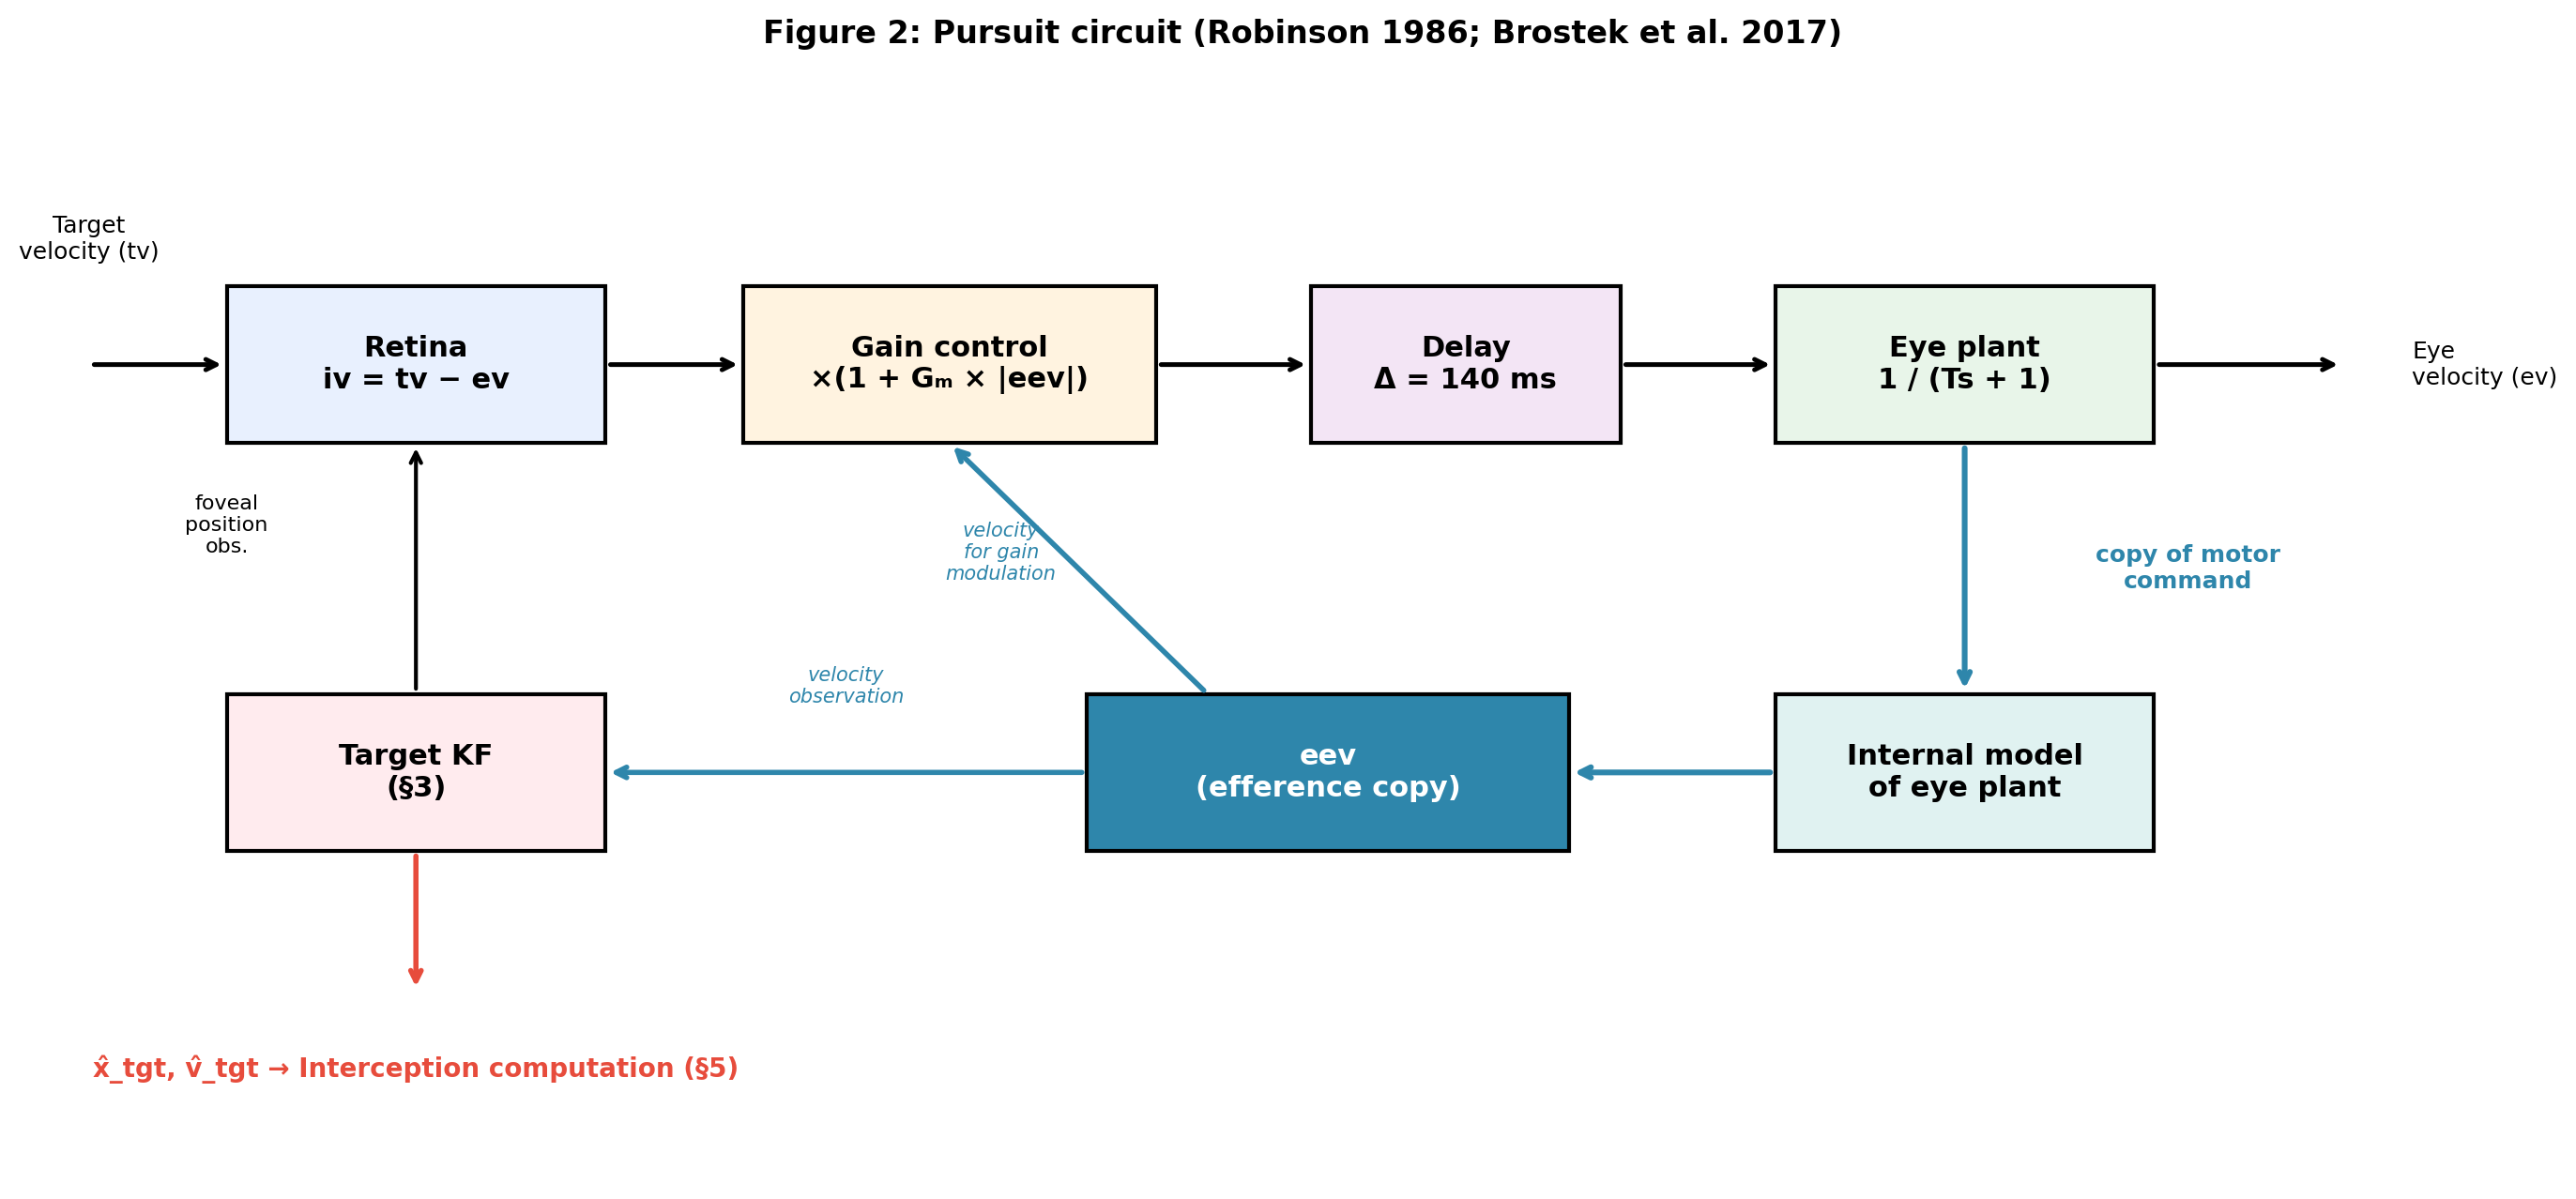 Figure 2: Pursuit circuit (Robinson 1986; Brostek et al. 2017)
Target
velocity (tv)
Retina
iv = tv − ev
Gain control
×(1 + Gₘ × |eev|)
Delay
Δ = 140 ms
Eye plant
1 / (Ts + 1)
Eye
velocity (ev)
foveal
position
obs.
velocity
for gain
modulation
copy of motor
command
velocity
observation
Target KF
(§3)
eev
(efference copy)
Internal model
of eye plant
x̂_tgt, v̂_tgt → Interception computation (§5)